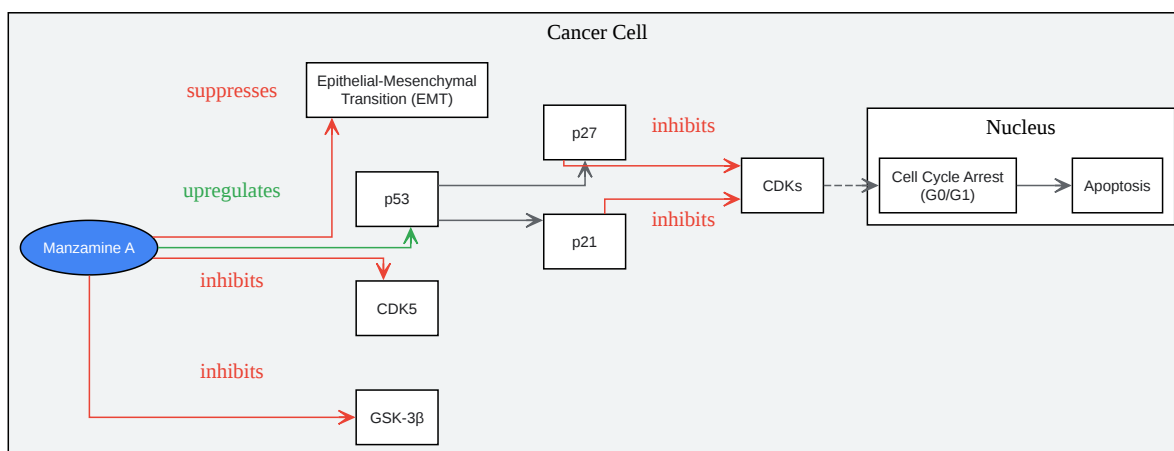 Cancer Cell
suppresses
Epithelial-Mesenchymal
Transition (EMT)
p27
inhibits
Nucleus
upregulates
p53
CDKs
Cell Cycle Arrest
(G0/G1)
Apoptosis
Manzamine A
p21
inhibits
inhibits
CDK5
inhibits
GSK-3β